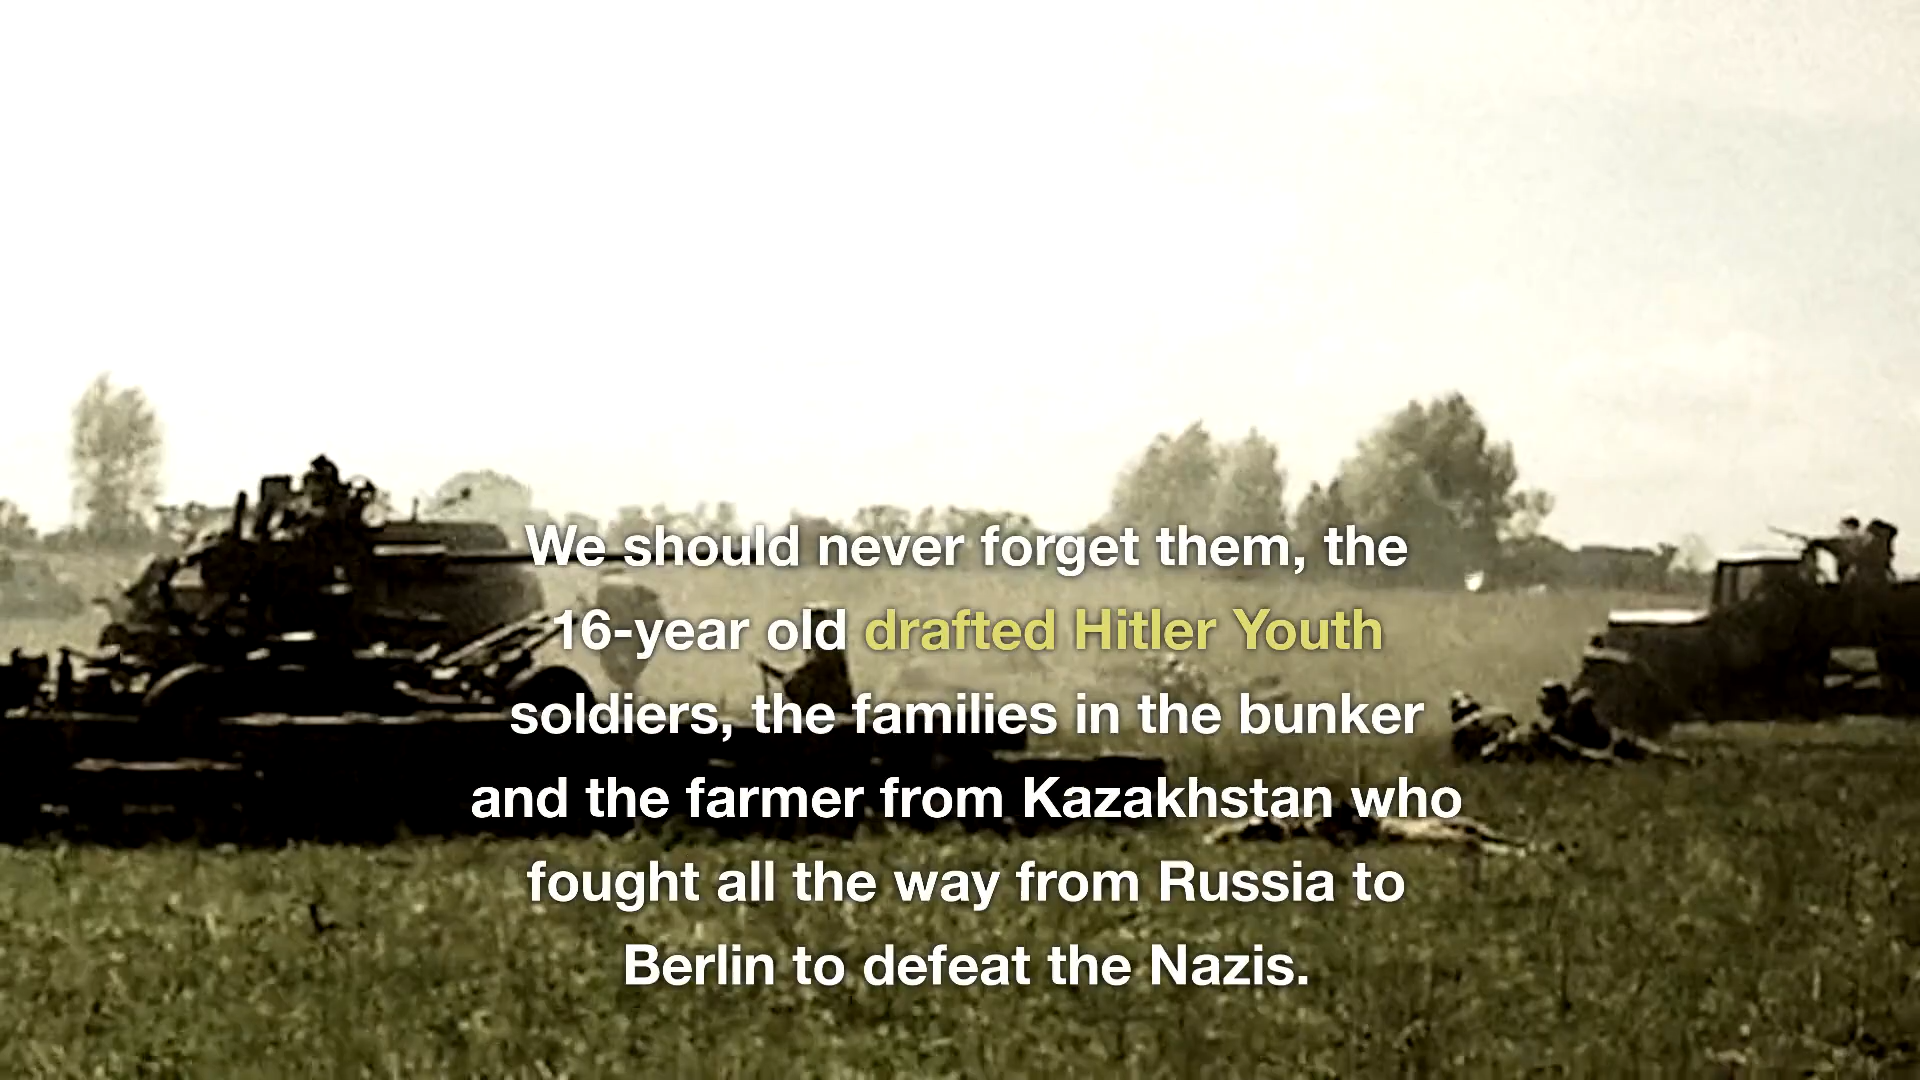 We should never forget them, the
16-year old drafted Hitler Youth
soldiers, the families in the bunker
and the farmer from Kazakhstan who
fought all the way from Russia to
Berlin to defeat the Nazis.